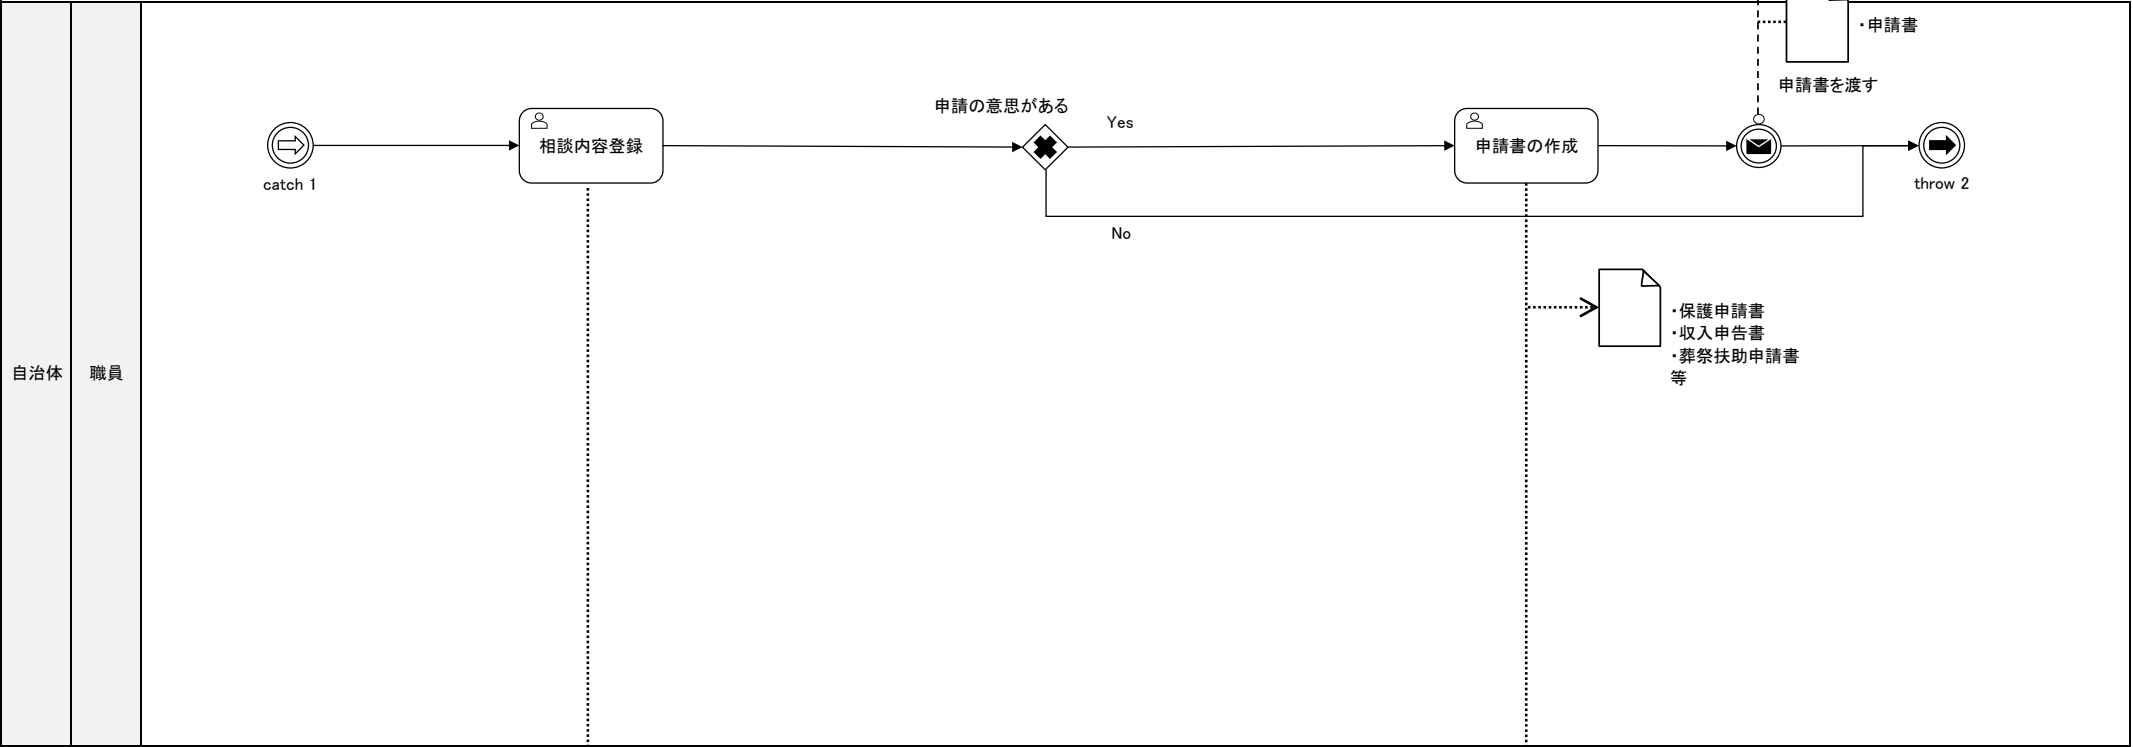 ・申請書
申請書を渡す
申請の意思がある
Yes
相談内容登録
申請書の作成
catch 1
throw 2
No
・保護申請書
・収入申告書
・葬祭扶助申請書
等
自治体
職員